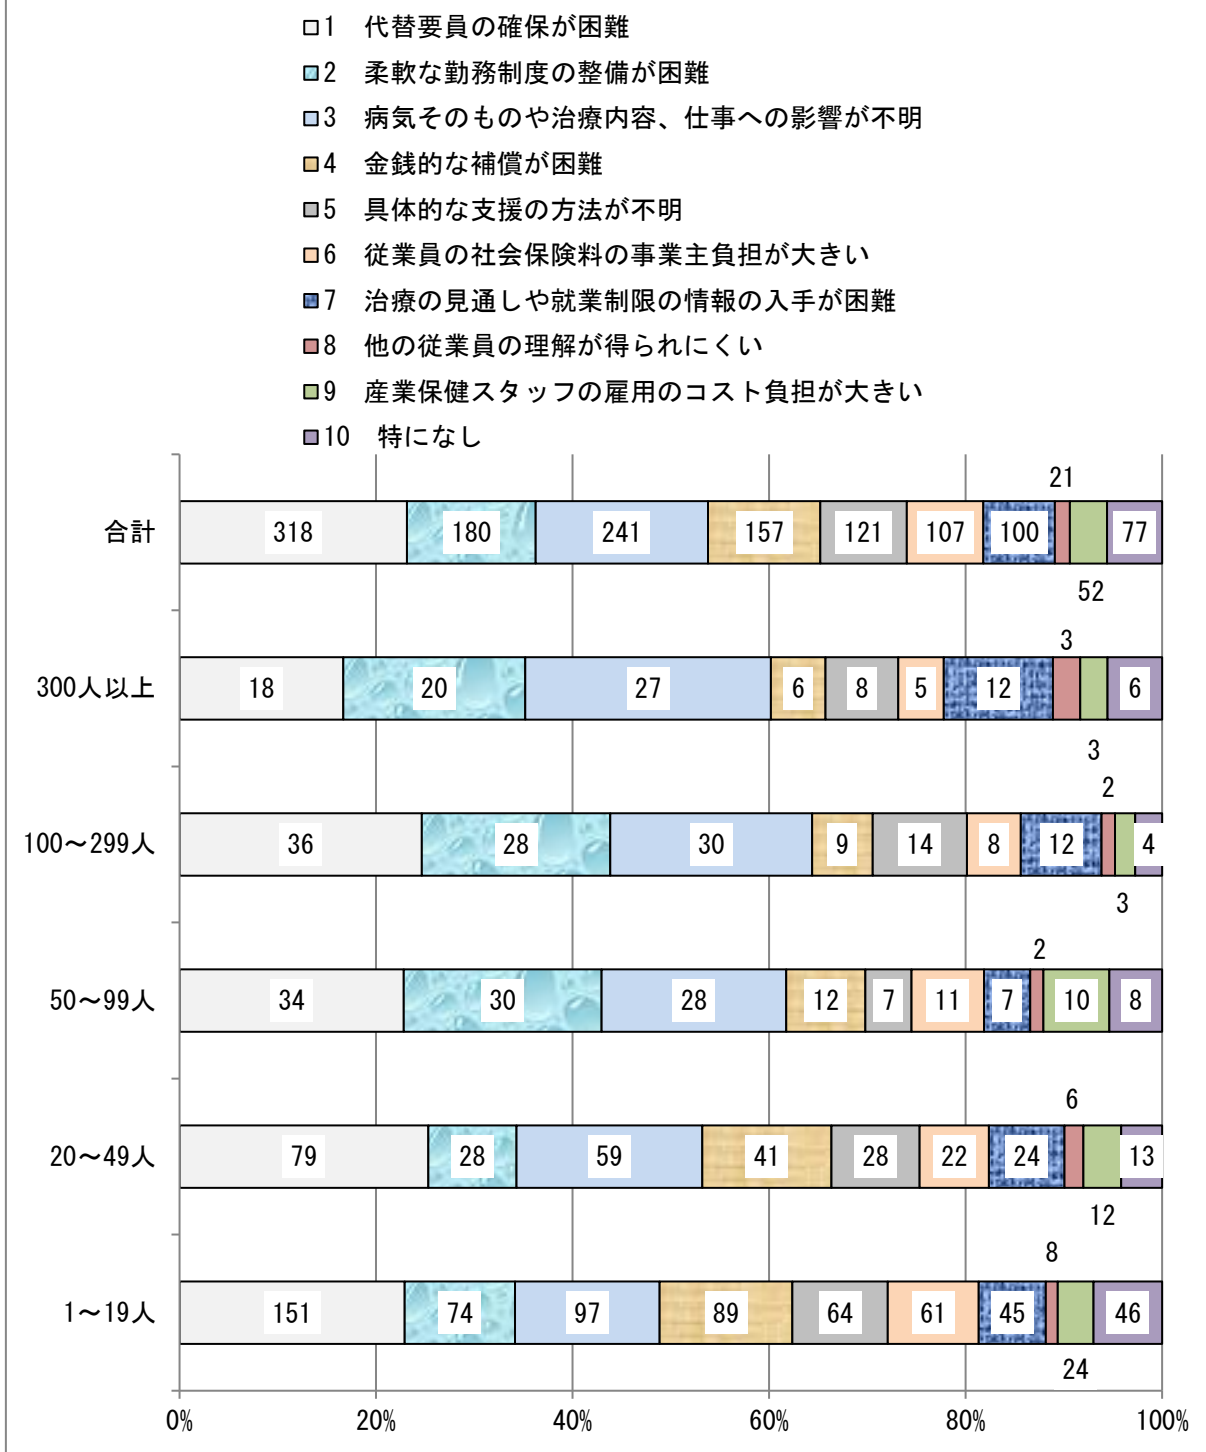 1 代替要員の確保が困難
2 柔軟な勤務制度の整備が困難
3 病気そのものや治療内容、仕事への影響が不明
4 金銭的な補償が困難
5 具体的な支援の方法が不明
6 従業員の社会保険料の事業主負担が大きい
7 治療の見通しや就業制限の情報の入手が困難
8 他の従業員の理解が得られにくい
9 産業保健スタッフの雇用のコスト負担が大きい
10 特になし
21
合計 318 180 241 157 121 107 100 77
52
3
300人以上 18 20 27 6 8 5 12 6
3
2
100～299人 36 28 30 9 14 8 12 4
3
2
50～99人 34 30 28 12 7 11 7 10 8
6
20～49人 79 28 59 41 28 22 24 13
12
8
1～19人 151 74 97 89 64 61 45 46
24
0% 20% 40% 60% 80% 100%